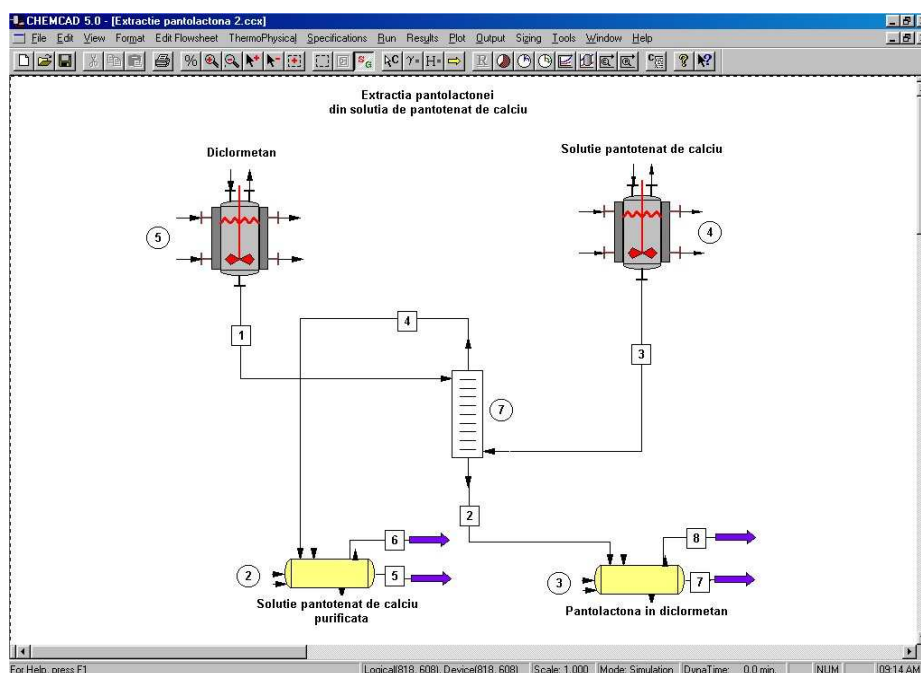 CHEMCAD 5.0 - [Extractie pantolactona 2.ccx]
File Edit View Format Edit Flowsheet ThermoPhysical Specifications Run Results Plot Output Sizing Tools Window Help
Extractia pantolactonei
din solutia de pantotenat de calciu
Diclormetan
Solutie pantotenat de calciu
5
4
1
4
3
7
2
6
8
2
5
3
7
Solutie pantotenat de calciu
purificata
Pantolactona in diclormetan
For Help, press F1 Logical(818, 608), Device(818, 608) Scale: 1.000 Mode: Simulation DynaTime: 0.0 min. NUM 09:14 AM